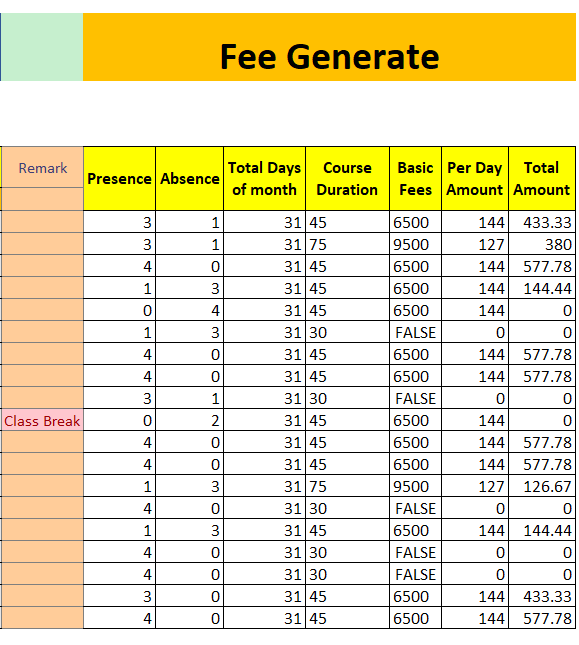 Fee Generate
Remark Presence Absence Total Days of month Course Duration Basic Fees Per Day Amount Total Amount
3 1 31 45 6500 144 433.33
3 1 31 75 9500 127 380
4 0 31 45 6500 144 577.78
1 3 31 45 6500 144 144.44
0 4 31 45 6500 144 0
1 3 31 30 FALSE 0 0
4 0 31 45 6500 144 577.78
4 0 31 45 6500 144 577.78
3 1 31 30 FALSE 0 0
Class Break 0 2 31 45 6500 144 0
4 0 31 45 6500 144 577.78
4 0 31 45 6500 144 577.78
1 3 31 75 9500 127 126.67
4 0 31 30 FALSE 0 0
1 3 31 45 6500 144 144.44
4 0 31 30 FALSE 0 0
4 0 31 30 FALSE 0 0
3 0 31 45 6500 144 433.33
4 0 31 45 6500 144 577.78